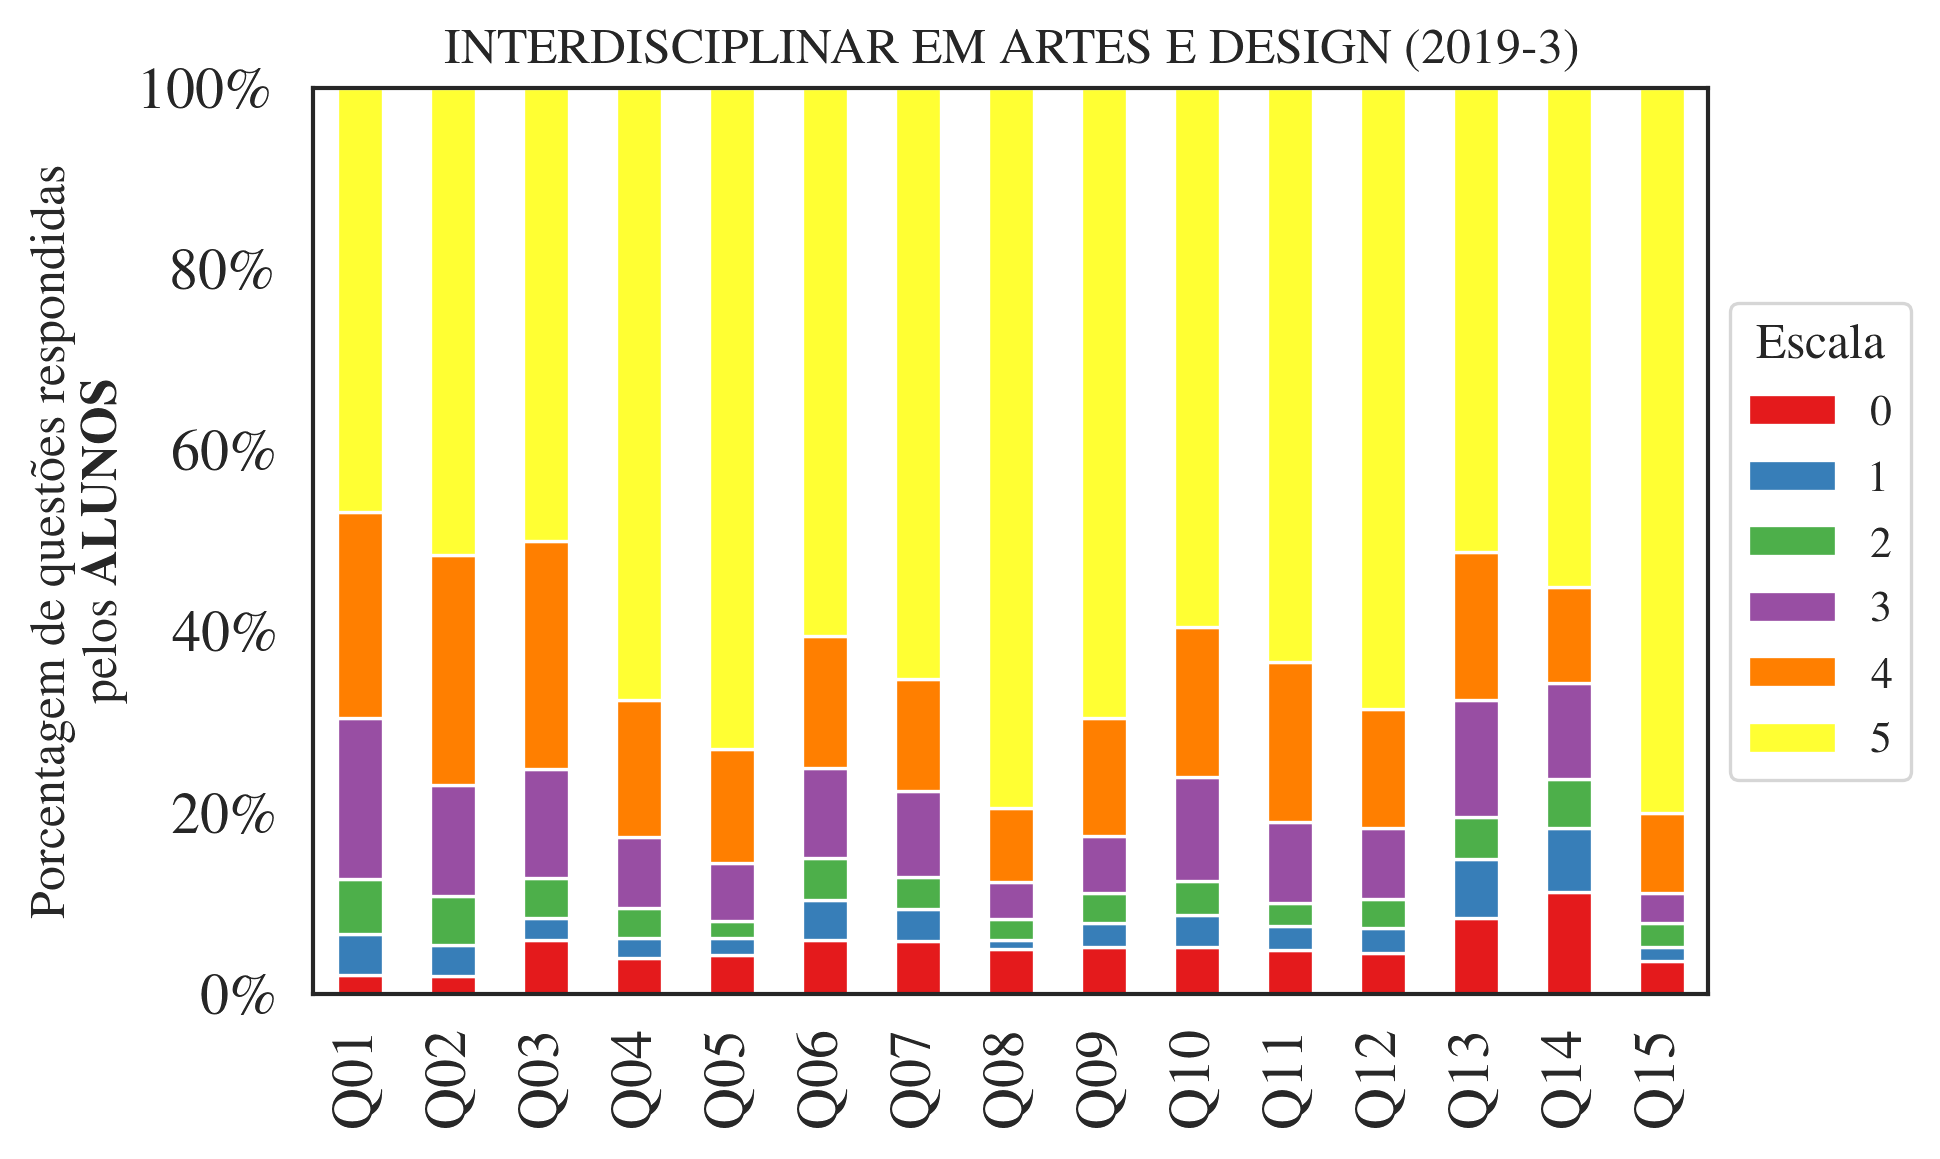 INTERDISCIPLINAR EM ARTES E DESIGN (2019-3)
Porcentagem de questões respondidas
pelos ALUNOS
100%
80%
60%
40%
20%
0%
Q01
Q02
Q03
Q04
Q05
Q06
Q07
Q08
Q09
Q10
Q11
Q12
Q13
Q14
Q15
Escala
0
1
2
3
4
5